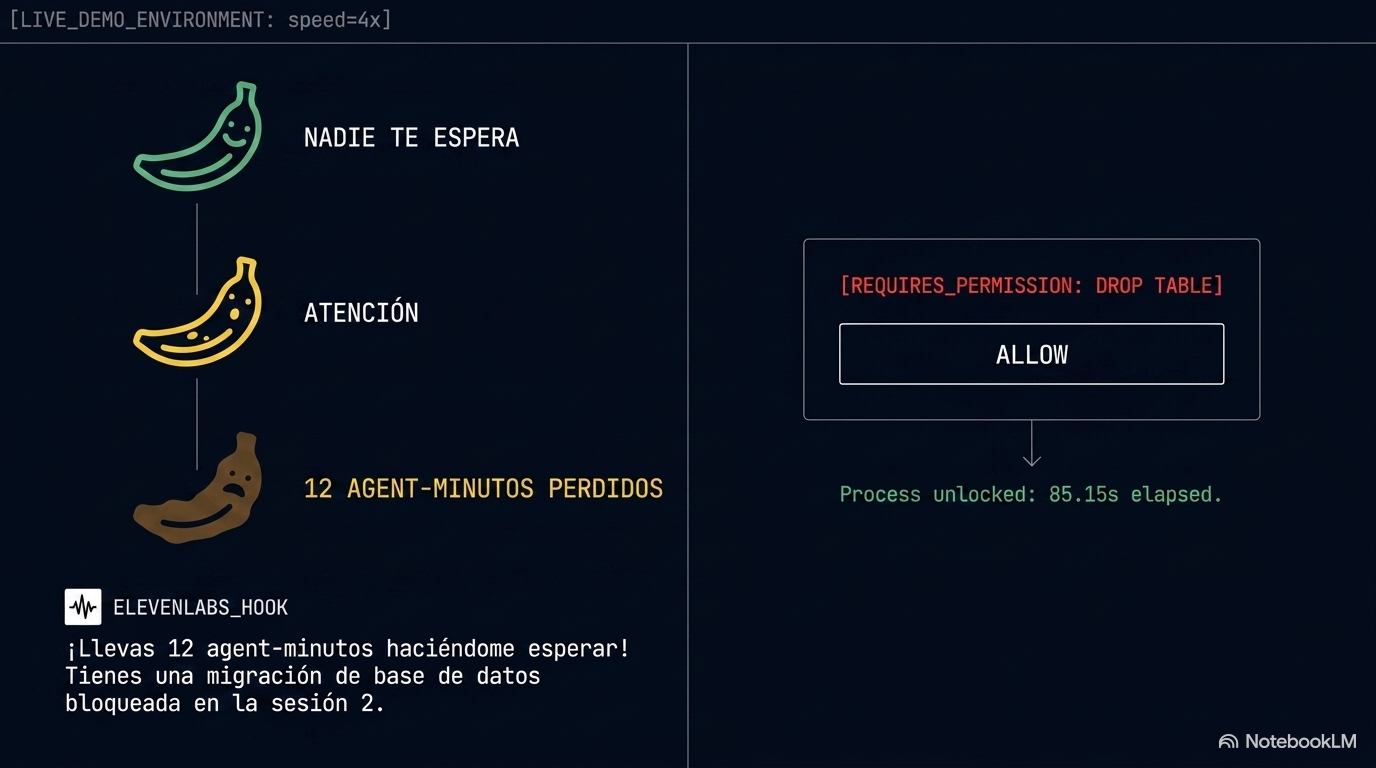 [LIVE_DEMO_ENVIRONMENT: speed=4x]
NADIE TE ESPERA
ATENCIÓN
12 AGENT-MINUTOS PERDIDOS
ELEVENLABS_HOOK
¡Llevas 12 agent-minutos haciéndome esperar!
Tienes una migración de base de datos
bloqueada en la sesión 2.
[REQUIRES_PERMISSION: DROP TABLE]
ALLOW
Process unlocked: 85.15s elapsed.
NotebookLM